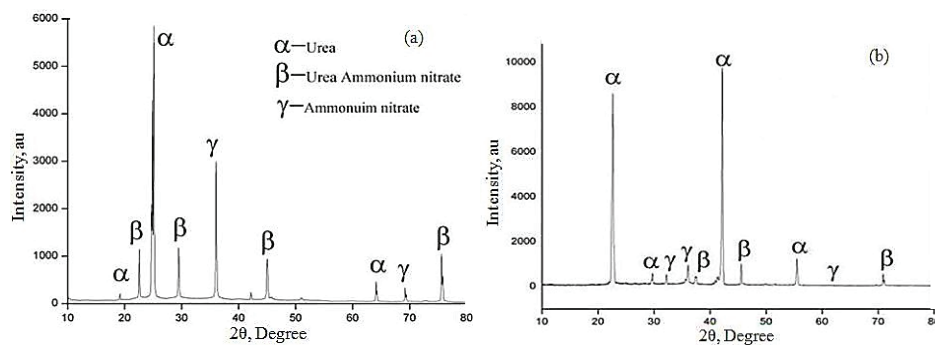 (a)
α—Urea
β—Urea Ammonium nitrate
γ—Ammonuim nitrate
6000
5000
4000
3000
2000
1000
0
Intensity, au
α
β
α
β
γ
β
α
γ
β
10 20 30 40 50 60 70 80
2θ, Degree
(b)
10000
8000
6000
4000
2000
0
Intensity, au
α
α
γ
γ
β
α
β
α
γ
β
10 20 30 40 50 60 70 80
2θ, Degree